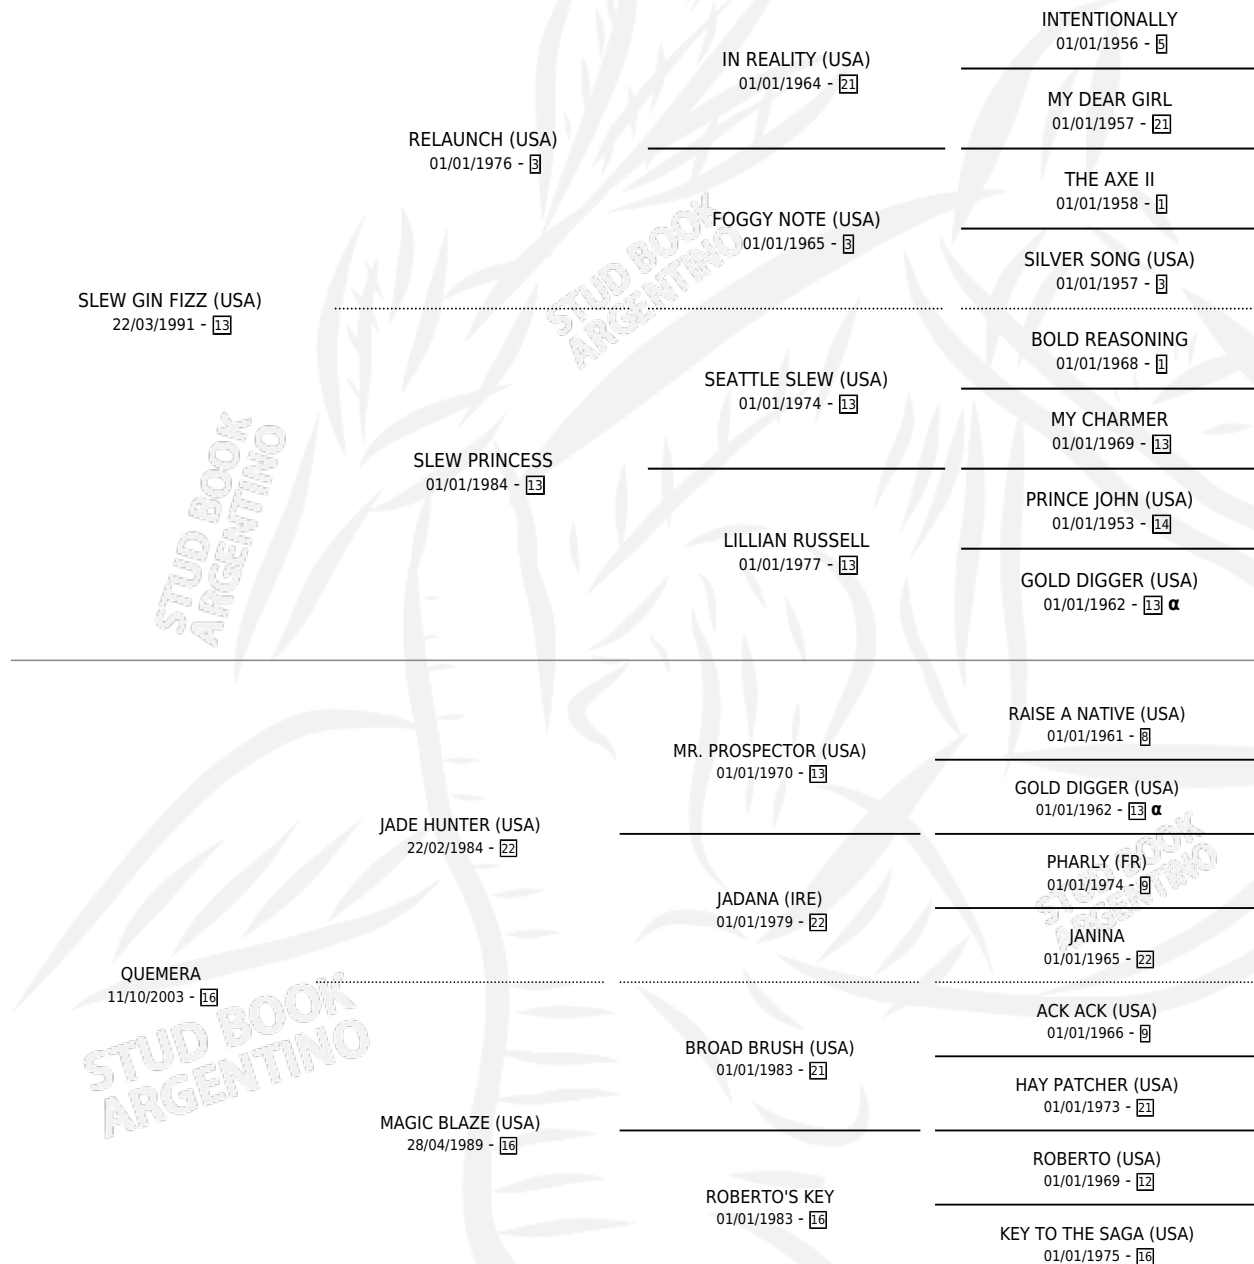 INTENTIONALLY
01/01/1956 - 5
IN REALITY (USA)
01/01/1964 - 21
MY DEAR GIRL
01/01/1957 - 21
RELAUNCH (USA)
01/01/1976 - 3
THE AXE II
01/01/1958 - 1
FOGGY NOTE (USA)
01/01/1965 - 3
SILVER SONG (USA)
01/01/1957 - 3
SLEW GIN FIZZ (USA)
22/03/1991 - 13
BOLD REASONING
01/01/1968 - 1
SEATTLE SLEW (USA)
01/01/1974 - 13
MY CHARMER
01/01/1969 - 13
SLEW PRINCESS
01/01/1984 - 13
PRINCE JOHN (USA)
01/01/1953 - 14
LILLIAN RUSSELL
01/01/1977 - 13
GOLD DIGGER (USA)
01/01/1962 - 13 α
RAISE A NATIVE (USA)
01/01/1961 - 8
MR. PROSPECTOR (USA)
01/01/1970 - 13
GOLD DIGGER (USA)
01/01/1962 - 13 α
JADE HUNTER (USA)
22/02/1984 - 22
PHARLY (FR)
01/01/1974 - 9
JADANA (IRE)
01/01/1979 - 22
JANINA
01/01/1965 - 22
QUEMERA
11/10/2003 - 16
ACK ACK (USA)
01/01/1966 - 9
BROAD BRUSH (USA)
01/01/1983 - 21
HAY PATCHER (USA)
01/01/1973 - 21
MAGIC BLAZE (USA)
28/04/1989 - 16
ROBERTO (USA)
01/01/1969 - 12
ROBERTO'S KEY
01/01/1983 - 16
KEY TO THE SAGA (USA)
01/01/1975 - 16
STUD BOOK
ARGENTINO
STUD BOOK
ARGENTINO
STUD BOOK
ARGENTINO
STUD BOOK
ARGENTINO